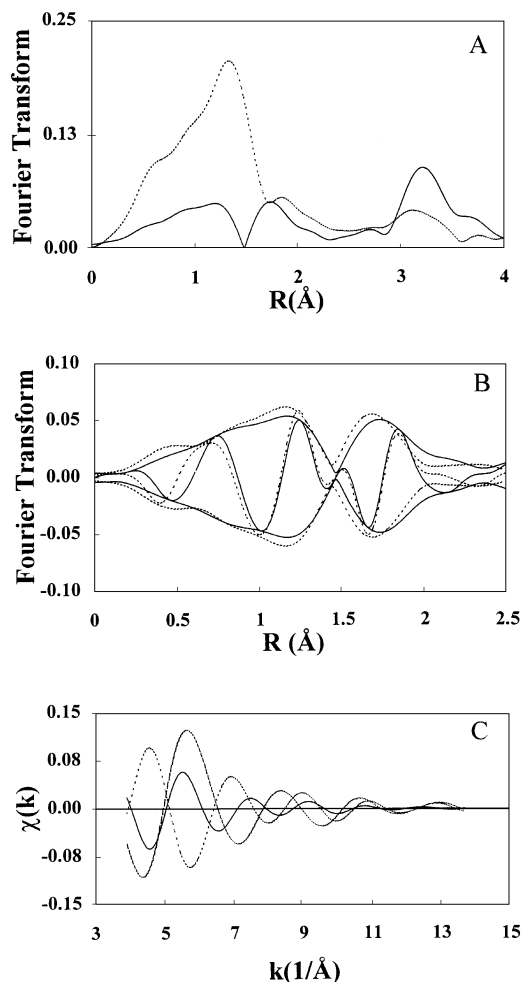 0.25
A
0.13
0.00
Fourier Transform
0 1 2 3 4
R(Å)
0.10
B
0.05
0.00
-0.05
-0.10
Fourier Transform
0 0.5 1 1.5 2 2.5
R (Å)
0.15
C
0.08
0.00
-0.08
-0.15
χ(k)
3 5 7 9 11 13 15
k(1/Å)